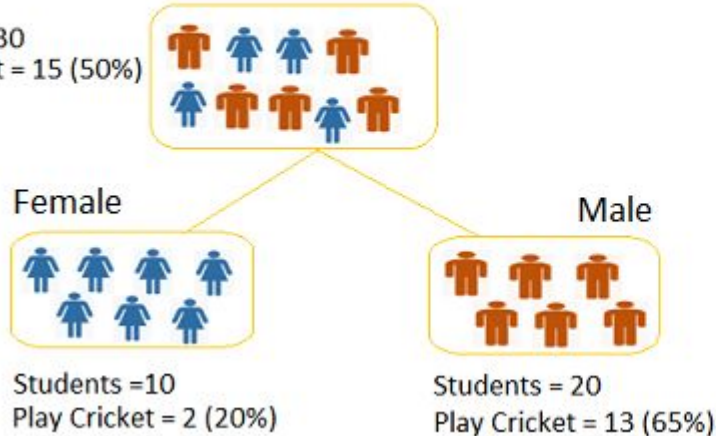 30
= 15 (50%)
Female
Male
Students =10
Play Cricket = 2 (20%)
Students = 20
Play Cricket = 13 (65%)